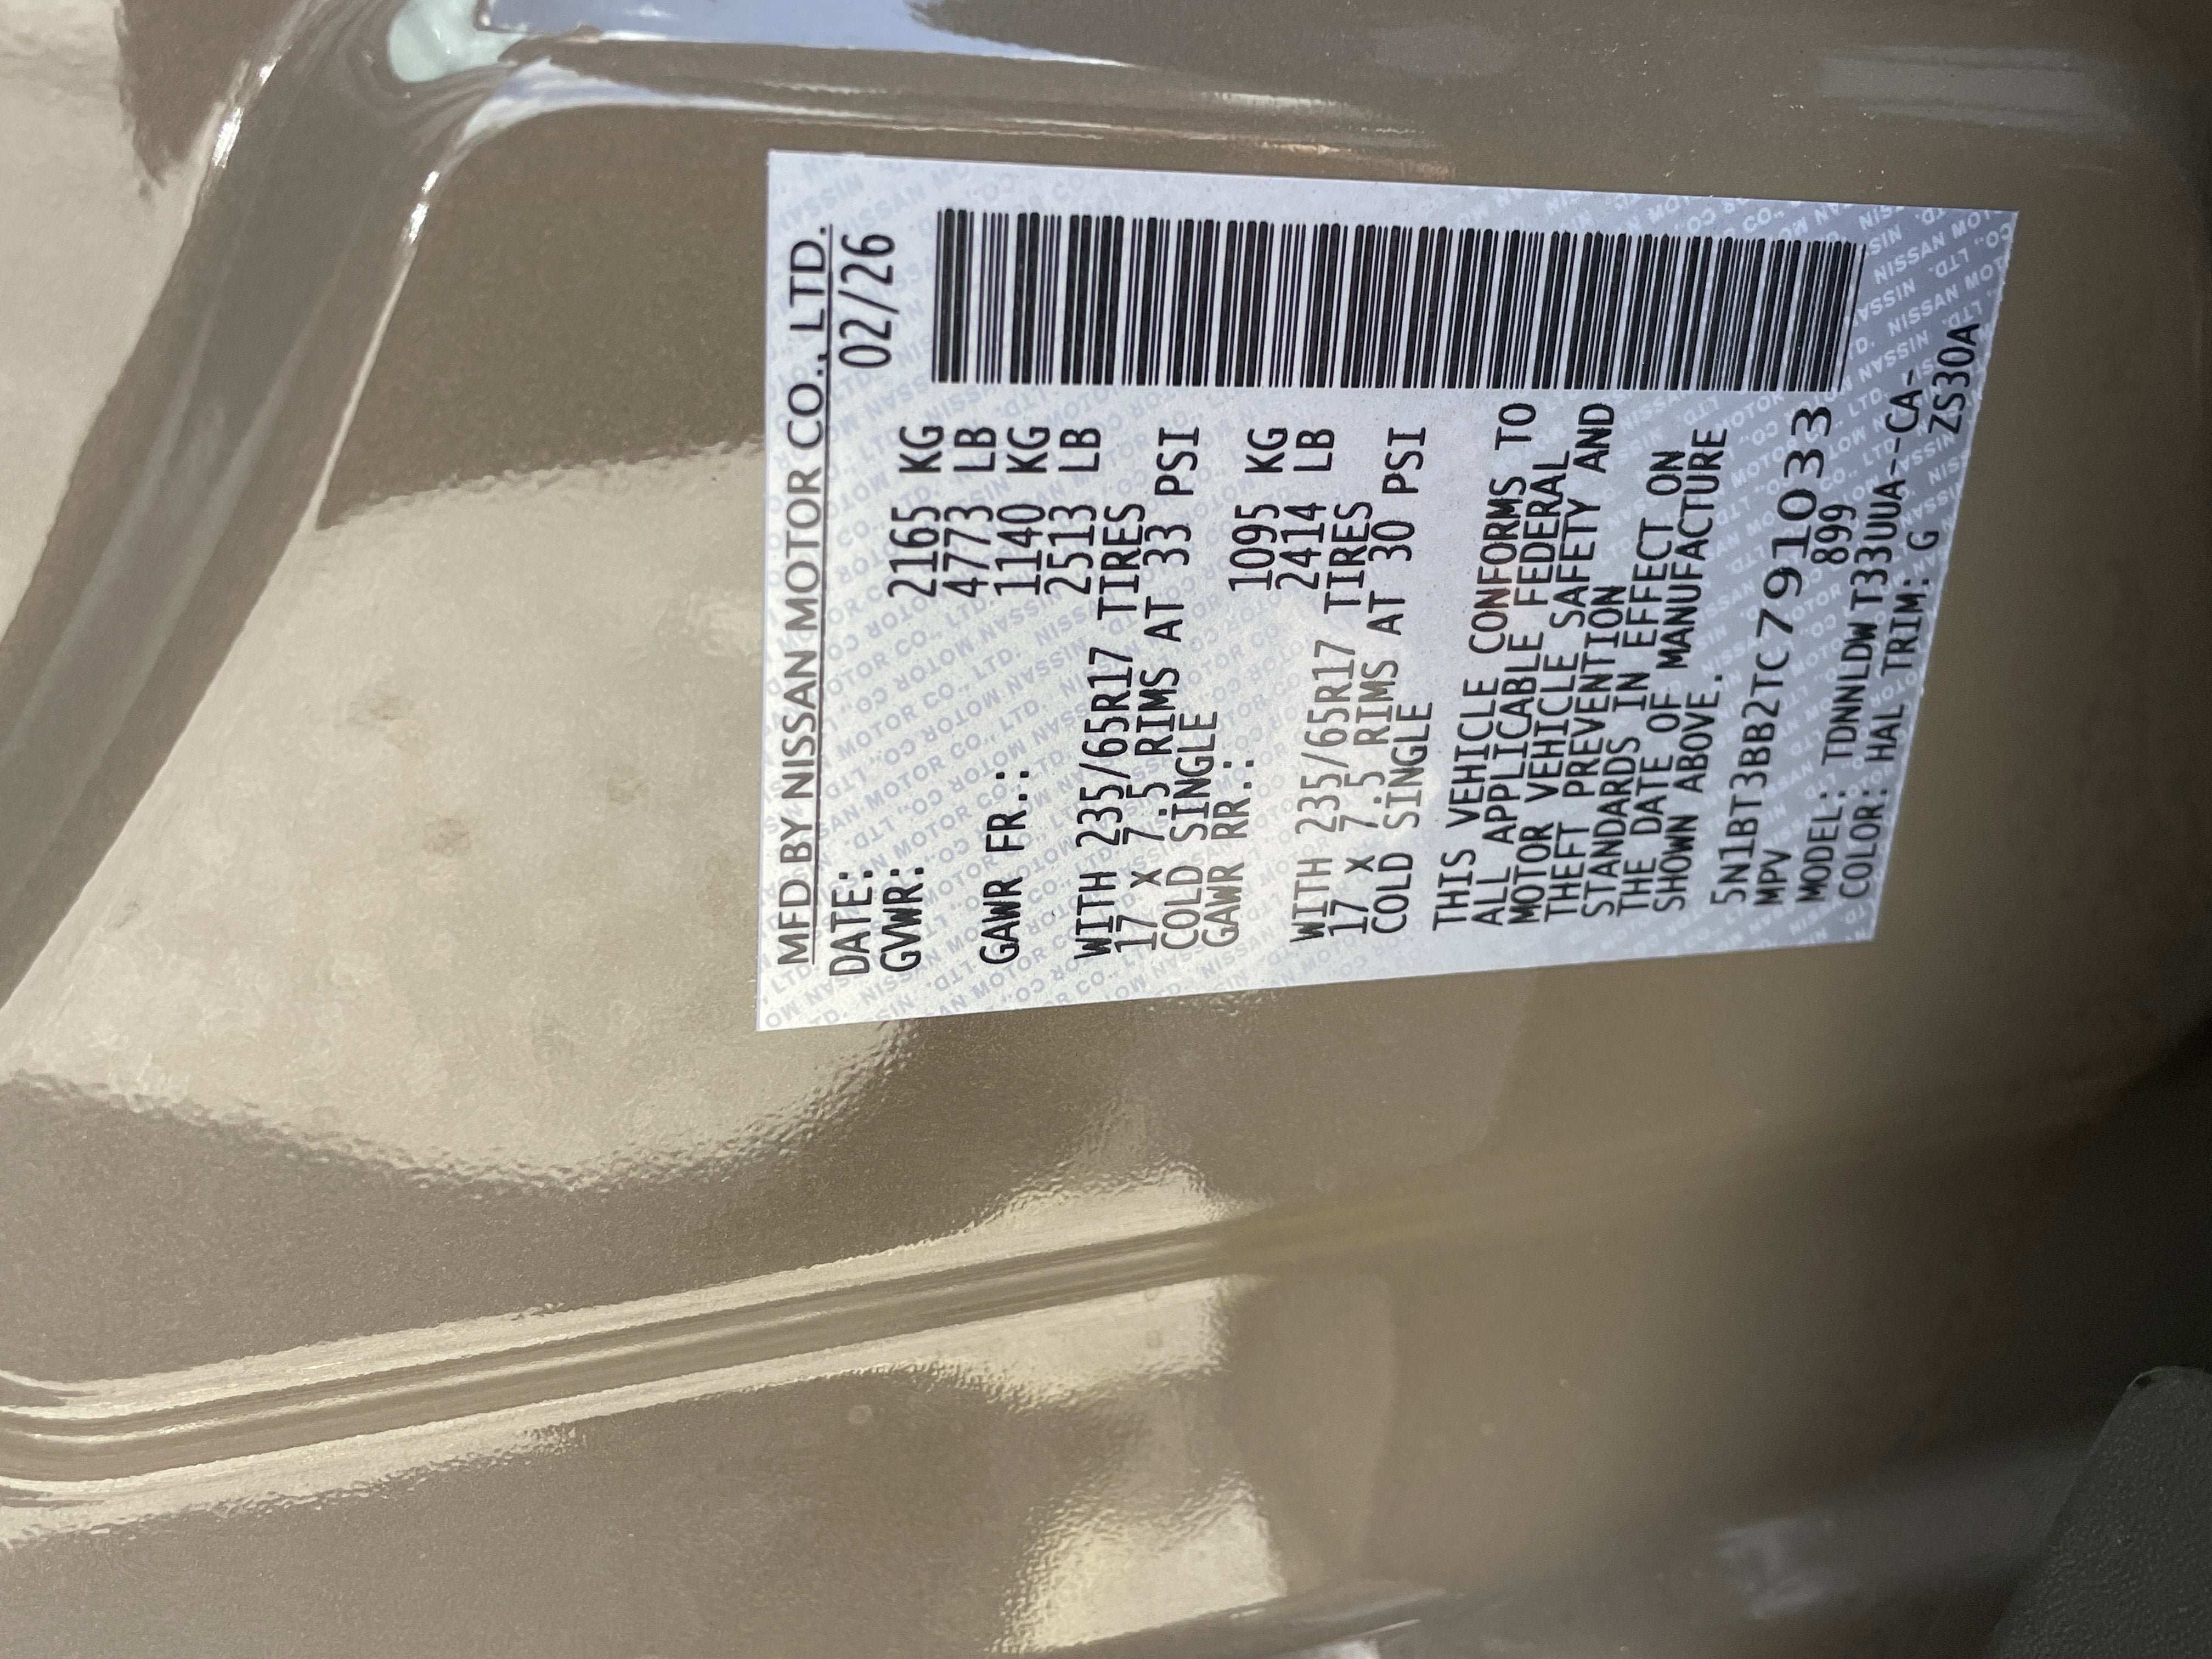 MFD BY NISSAN MOTOR CO., LTD.
DATE: 02/26
GVWR: 2165 KG
4773 LB
GAWR FR.: 1140 KG
2513 LB
WITH 235/65R17 TIRES
17 X 7.5 RIMS AT 33 PSI
COLD SINGLE
GAWR RR.: 1095 KG
2414 LB
WITH 235/65R17 TIRES
17 X 7.5 RIMS AT 30 PSI
COLD SINGLE
THIS VEHICLE CONFORMS TO
ALL APPLICABLE FEDERAL
MOTOR VEHICLE SAFETY AND
THEFT PREVENTION
STANDARDS IN EFFECT ON
THE DATE OF MANUFACTURE
SHOWN ABOVE.
5N1BT3BB2TC791033
MPV 899
MODEL: TDNNLDW T33UUA--CA-
COLOR: HAL TRIM: G ZS30A